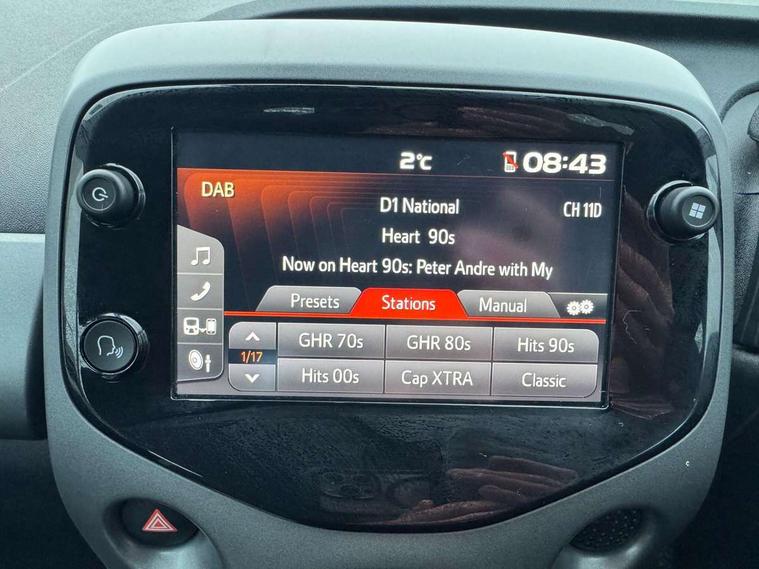 2°C 08:43
DAB
D1 National CH 11D
Heart 90s
Now on Heart 90s: Peter Andre with My
Presets Stations Manual
GHR 70s GHR 80s Hits 90s
1/17
Hits 00s Cap XTRA Classic